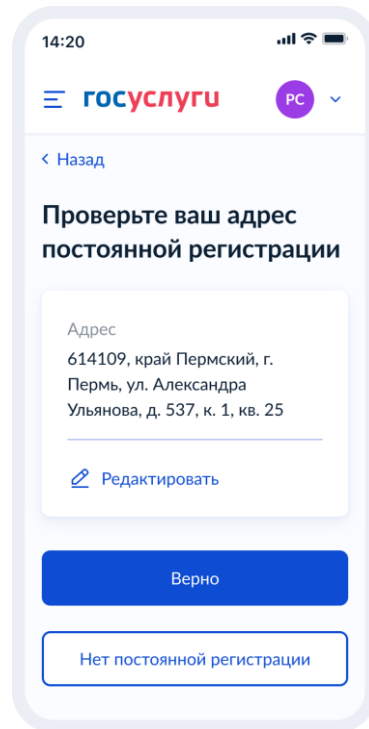 14:20
госуслуги
РС
Назад
Проверьте ваш адрес
постоянной регистрации
Адрес
614109, край Пермский, г.
Пермь, ул. Александра
Ульянова, д. 537, к. 1, кв. 25
Редактировать
Верно
Нет постоянной регистрации